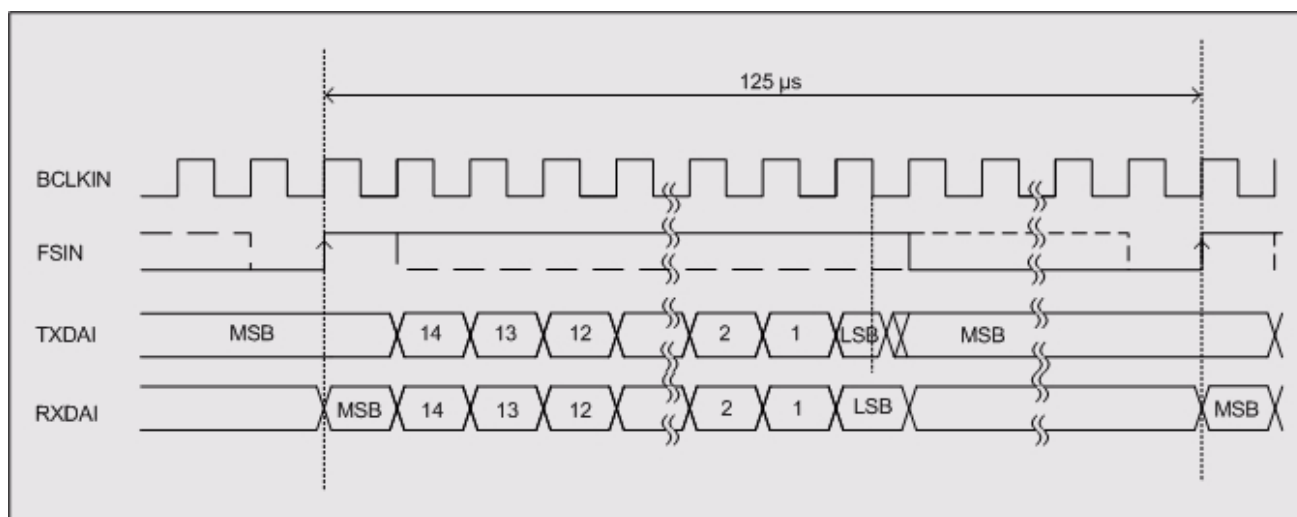 125 µs
BCLKIN
FSIN
TXDAI MSB 14 13 12 2 1 LSB MSB
RXDAI MSB 14 13 12 2 1 LSB MSB